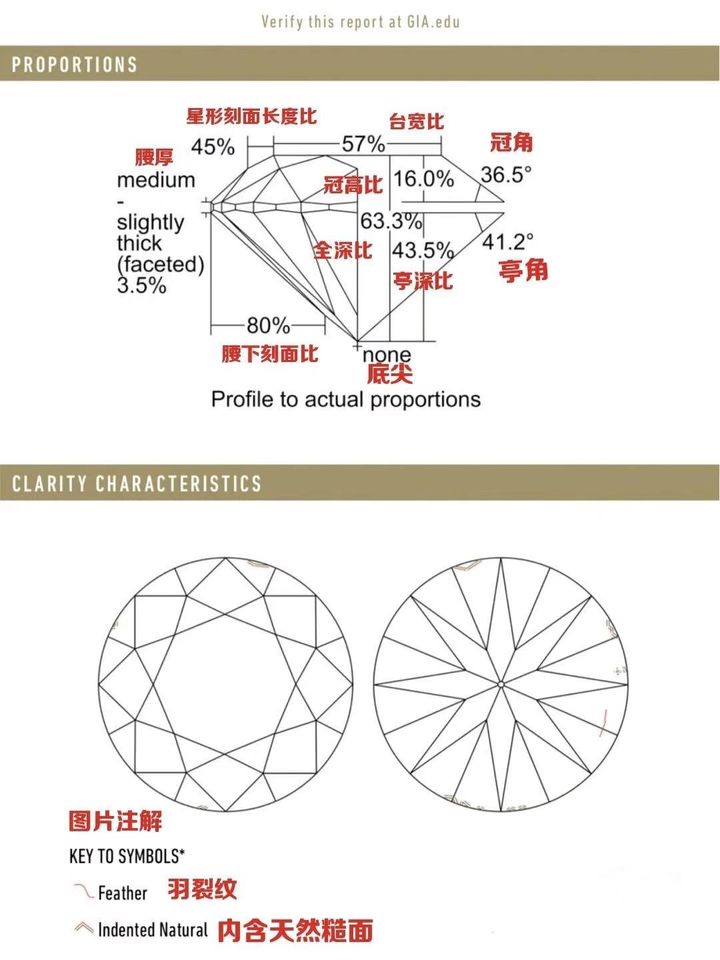 Verify this report at GIA.edu
PROPORTIONS
星形刻面长度比
台宽比
45%
57%
冠角
腰厚
medium
-
slightly
thick
(faceted)
3.5%
冠高比
16.0%
36.5°
63.3%
全深比
43.5%
41.2°
亭深比
亭角
80%
腰下刻面比
none
底尖
Profile to actual proportions
CLARITY CHARACTERISTICS
图片注解
KEY TO SYMBOLS*
Feather 羽裂纹
Indented Natural 内含天然糙面